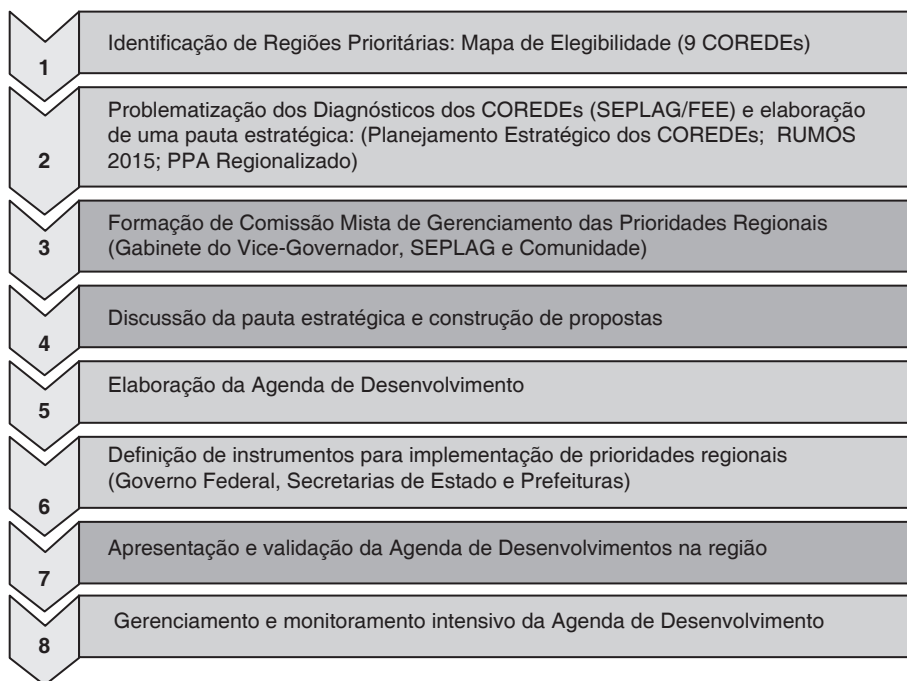 1
Identificação de Regiões Prioritárias: Mapa de Elegibilidade (9 COREDEs)
2
Problematização dos Diagnósticos dos COREDEs (SEPLAG/FEE) e elaboração
de uma pauta estratégica: (Planejamento Estratégico dos COREDEs; RUMOS
2015; PPA Regionalizado)
3
Formação de Comissão Mista de Gerenciamento das Prioridades Regionais
(Gabinete do Vice-Governador, SEPLAG e Comunidade)
4
Discussão da pauta estratégica e construção de propostas
5
Elaboração da Agenda de Desenvolvimento
6
Definição de instrumentos para implementação de prioridades regionais
(Governo Federal, Secretarias de Estado e Prefeituras)
7
Apresentação e validação da Agenda de Desenvolvimentos na região
8
Gerenciamento e monitoramento intensivo da Agenda de Desenvolvimento